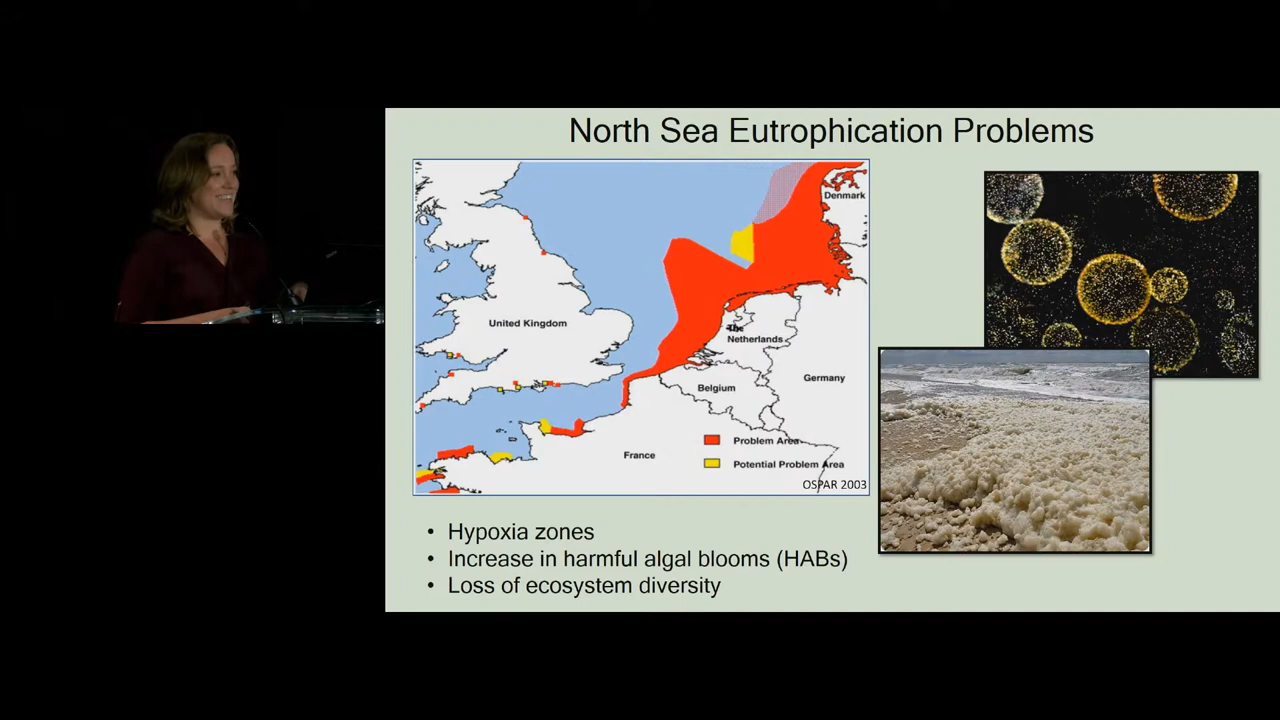 North Sea Eutrophication Problems
Denmark
United Kingdom
The
Netherlands
Belgium
Germany
France
Problem Area
Potential Problem Area
OSPAR 2003
• Hypoxia zones
• Increase in harmful algal blooms (HABs)
• Loss of ecosystem diversity